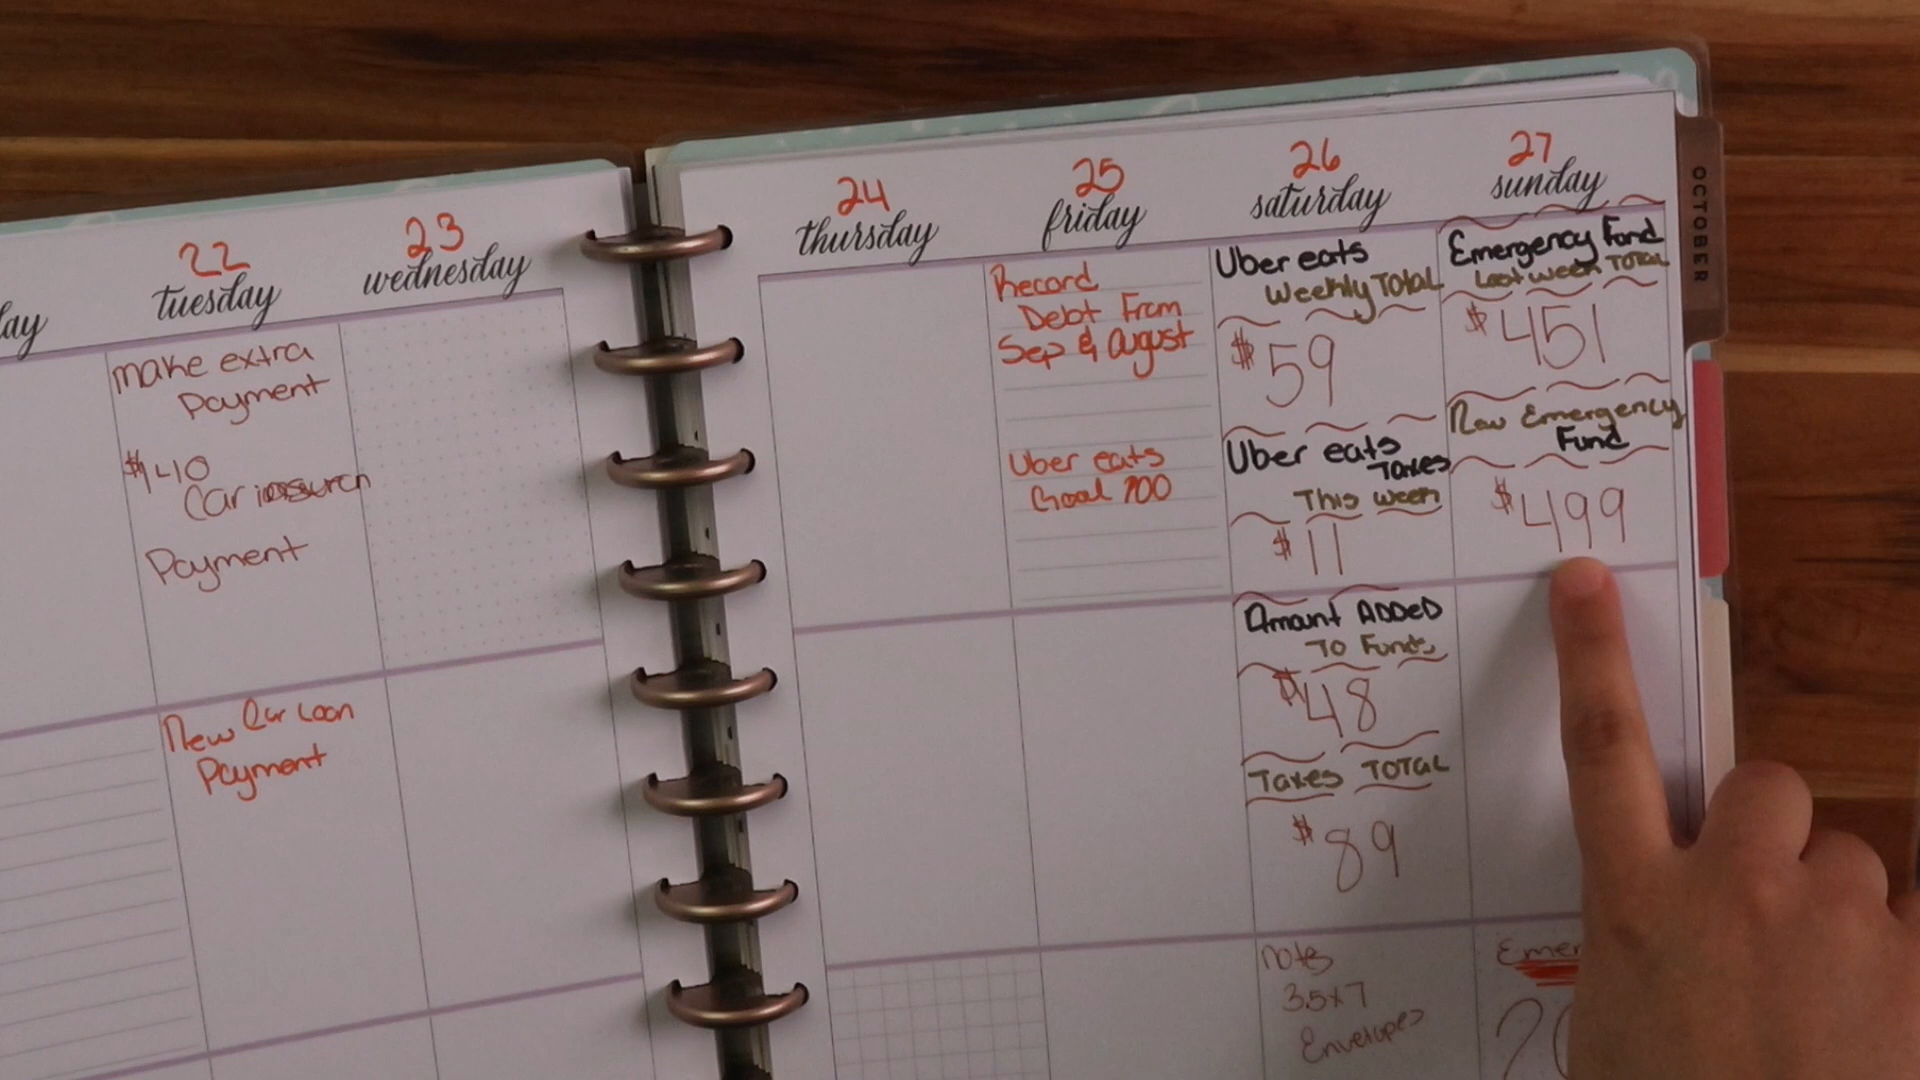 ay
22
tuesday
make extra
Payment
$40
Car
Payment
New Car Loan
Payment
23
wednesday
24
thursday
25
friday
Record
Debt From
Sep & August
Uber eats
Goal 100
26
saturday
Uber eats
Weekly TOTAL
$59
Uber eats
Taxes
This week
$11
Amount ADDED
To Funds
$48
Taxes TOTAL
$89
Notes
3.5x7
Envelopes
27
sunday
Emergency Fund
Last week TOTAL
$451
New Emergency
Fund
$499
Emer
OCTOBER